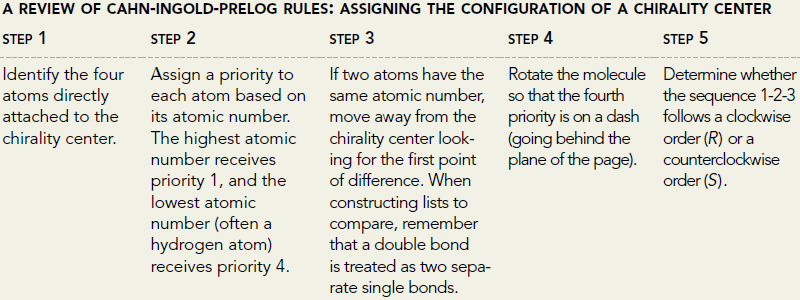 A REVIEW OF CAHN-INGOLD-PRELOG RULES: ASSIGNING THE CONFIGURATION OF A CHIRALITY CENTER
STEP 1
Identify the four
atoms directly
attached to the
chirality center.
STEP 2
Assign a priority to
each atom based on
its atomic number.
The highest atomic
number receives
priority 1, and the
lowest atomic
number (often a
hydrogen atom)
receives priority 4.
STEP 3
If two atoms have the
same atomic number,
move away from the
chirality center look-
ing for the first point
of difference. When
constructing lists to
compare, remember
that a double bond
is treated as two sepa-
rate single bonds.
STEP 4
Rotate the molecule
so that the fourth
priority is on a dash
(going behind the
plane of the page).
STEP 5
Determine whether
the sequence 1-2-3
follows a clockwise
order (R) or a
counterclockwise
order (S).